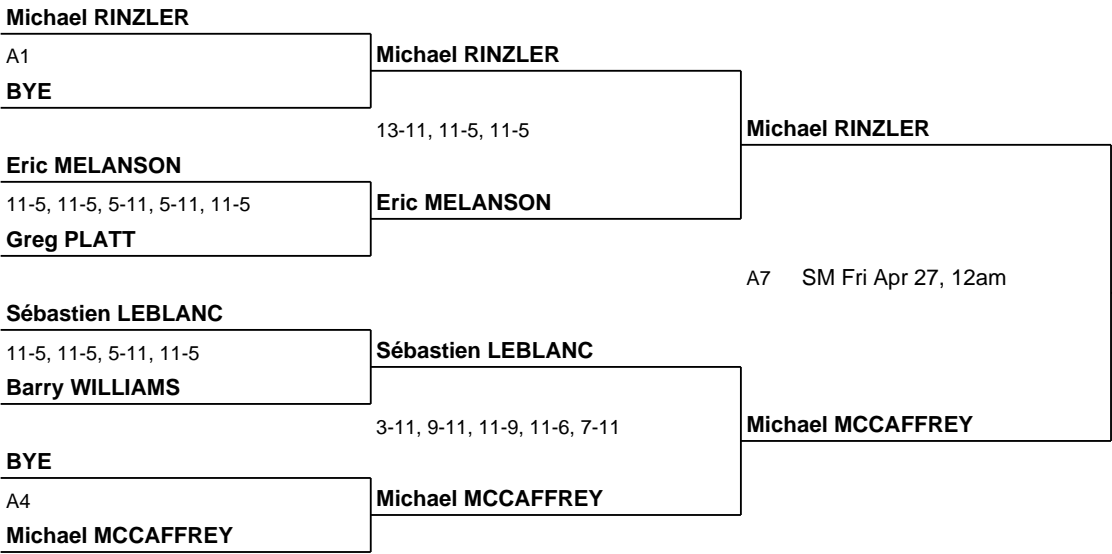 Michael RINZLER
A1
BYE
Michael RINZLER
13-11, 11-5, 11-5
Michael RINZLER
Eric MELANSON
11-5, 11-5, 5-11, 5-11, 11-5
Greg PLATT
Eric MELANSON
A7 SM Fri Apr 27, 12am
Sébastien LEBLANC
11-5, 11-5, 5-11, 11-5
Barry WILLIAMS
Sébastien LEBLANC
3-11, 9-11, 11-9, 11-6, 7-11
Michael MCCAFFREY
BYE
A4
Michael MCCAFFREY
Michael MCCAFFREY